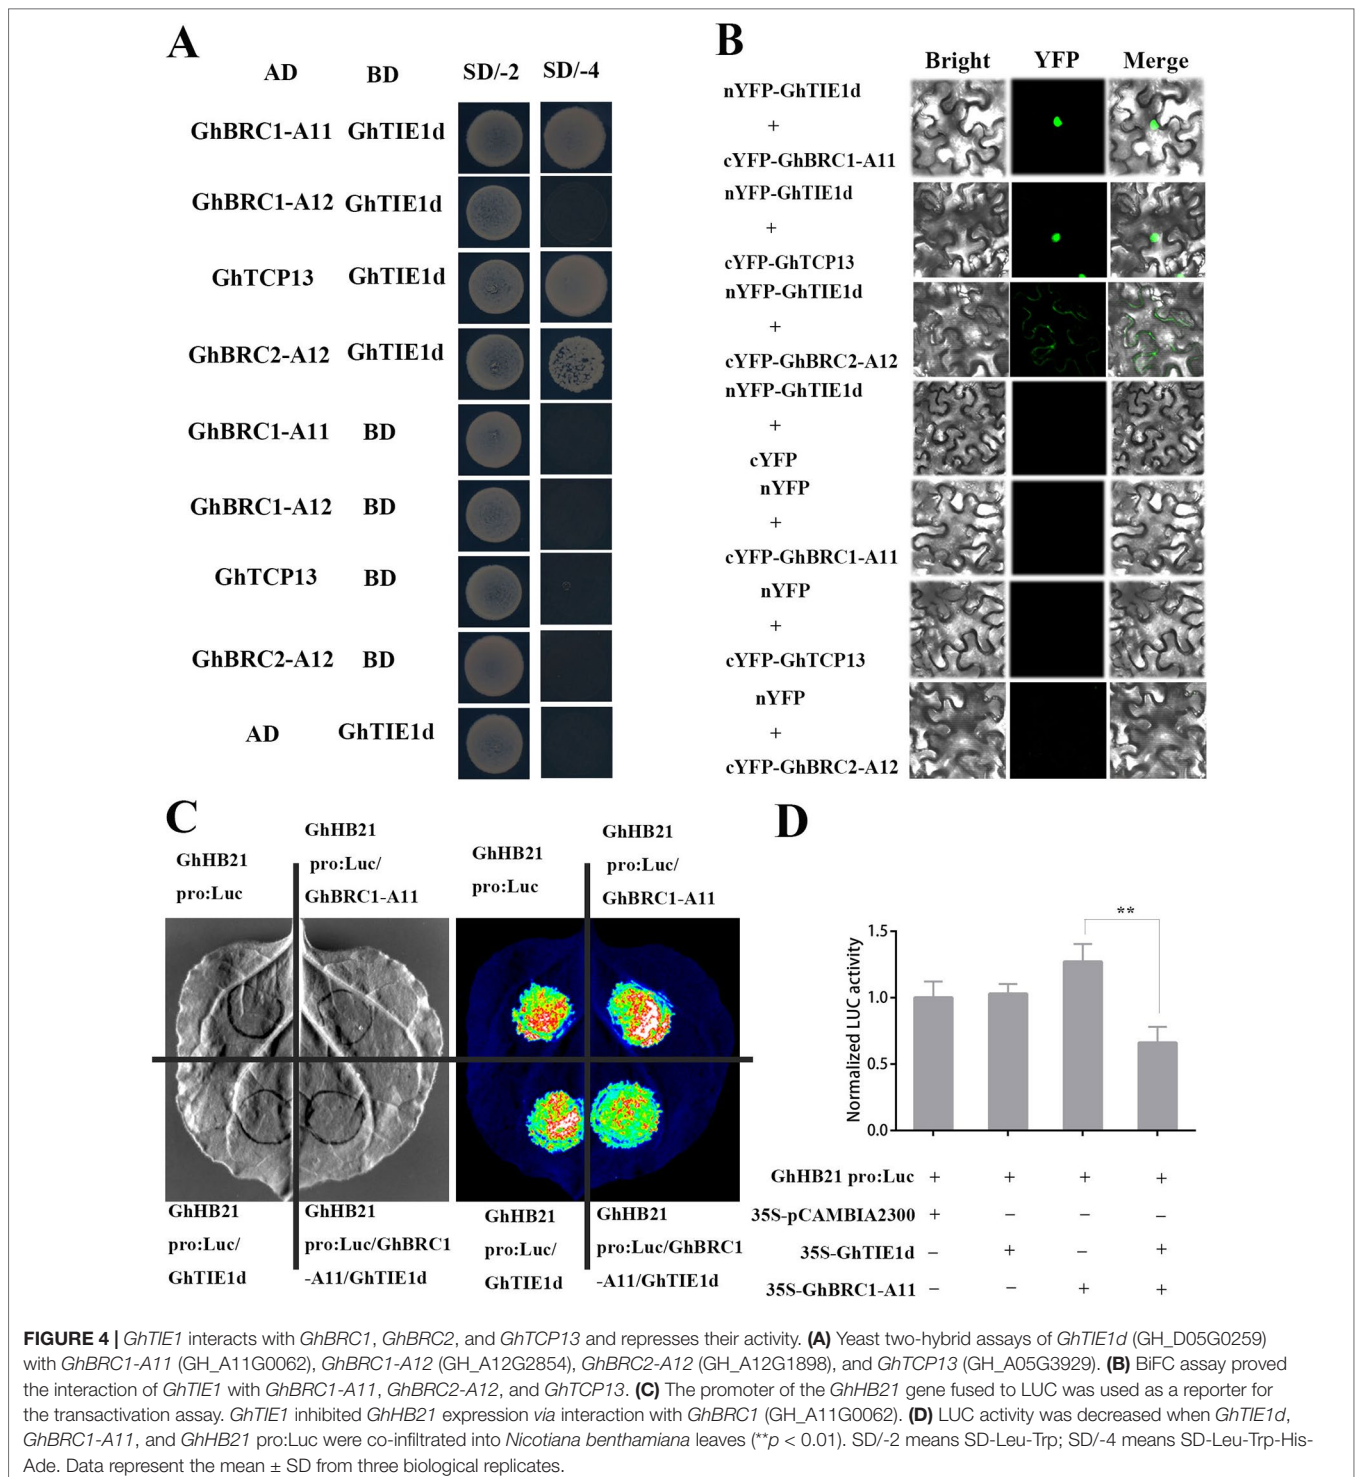 A
AD BD SD/-2 SD/-4
GhBRC1-A11 GhTIE1d
GhBRC1-A12 GhTIE1d
GhTCP13 GhTIE1d
GhBRC2-A12 GhTIE1d
GhBRC1-A11 BD
GhBRC1-A12 BD
GhTCP13 BD
GhBRC2-A12 BD
AD GhTIE1d
B
Bright YFP Merge
nYFP-GhTIE1d
+
cYFP-GhBRC1-A11
nYFP-GhTIE1d
+
cYFP-GhTCP13
nYFP-GhTIE1d
+
cYFP-GhBRC2-A12
nYFP-GhTIE1d
+
cYFP
nYFP
+
cYFP-GhBRC1-A11
nYFP
+
cYFP-GhTCP13
nYFP
+
cYFP-GhBRC2-A12
C
GhHB21
pro:Luc
GhHB21
pro:Luc/
GhBRC1-A11
GhHB21
pro:Luc
GhHB21
pro:Luc/
GhBRC1-A11
GhHB21
pro:Luc/
GhTIE1d
GhHB21
pro:Luc/GhBRC1
-A11/GhTIE1d
GhHB21
pro:Luc/
GhTIE1d
GhHB21
pro:Luc/GhBRC1
-A11/GhTIE1d
D
**
Normalized LUC activity
1.5
1.0
0.5
0.0
GhHB21 pro:Luc + + + +
35S-pCAMBIA2300 + − − −
35S-GhTIE1d − + − +
35S-GhBRC1-A11 − − + +
FIGURE 4 | GhTIE1 interacts with GhBRC1, GhBRC2, and GhTCP13 and represses their activity. (A) Yeast two-hybrid assays of GhTIE1d (GH_D05G0259)
with GhBRC1-A11 (GH_A11G0062), GhBRC1-A12 (GH_A12G2854), GhBRC2-A12 (GH_A12G1898), and GhTCP13 (GH_A05G3929). (B) BiFC assay proved
the interaction of GhTIE1 with GhBRC1-A11, GhBRC2-A12, and GhTCP13. (C) The promoter of the GhHB21 gene fused to LUC was used as a reporter for
the transactivation assay. GhTIE1 inhibited GhHB21 expression via interaction with GhBRC1 (GH_A11G0062). (D) LUC activity was decreased when GhTIE1d,
GhBRC1-A11, and GhHB21 pro:Luc were co-infiltrated into Nicotiana benthamiana leaves (**p < 0.01). SD/-2 means SD-Leu-Trp; SD/-4 means SD-Leu-Trp-His-
Ade. Data represent the mean ± SD from three biological replicates.